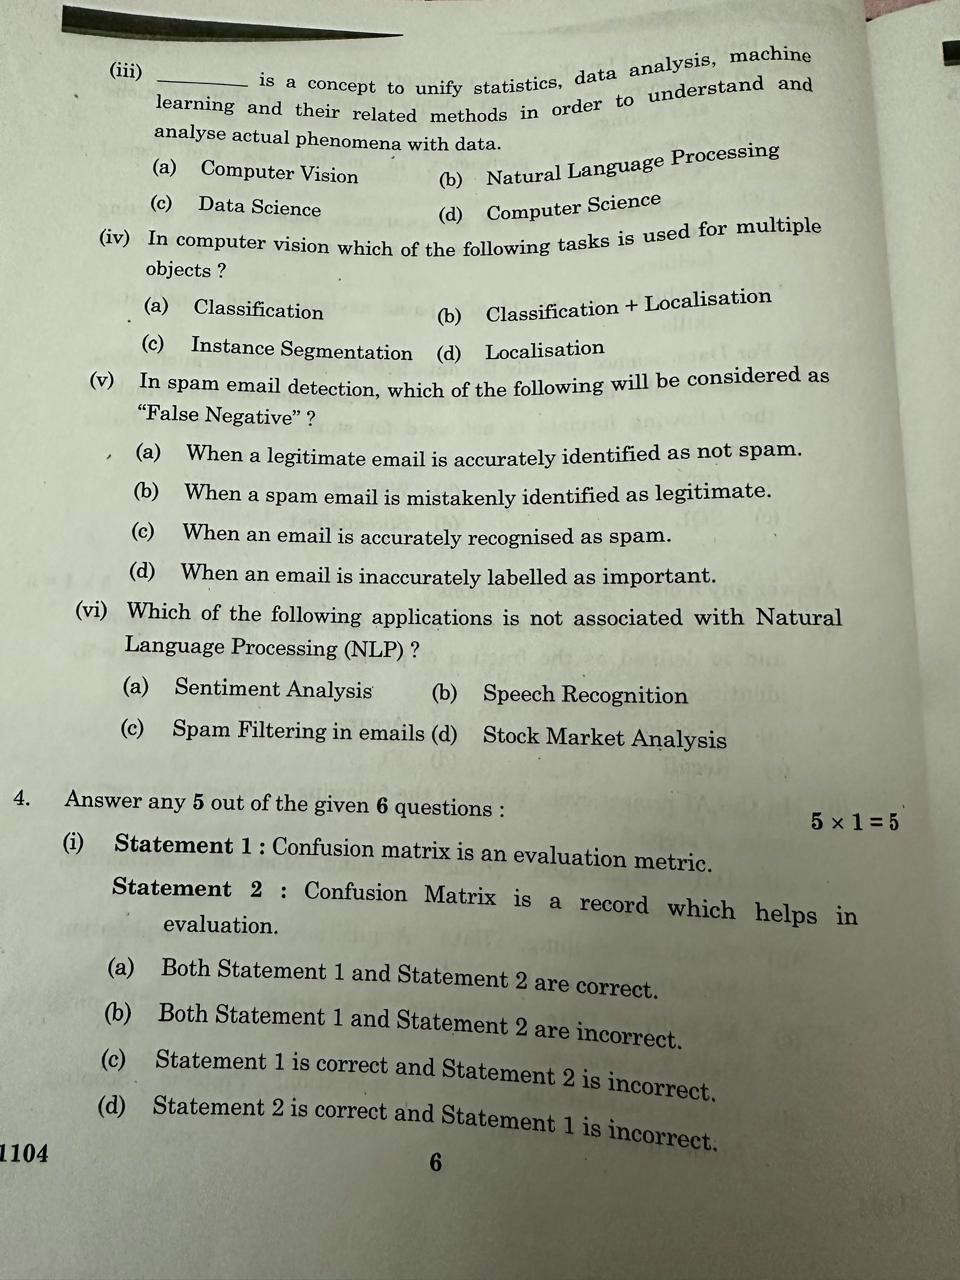 (iii) ________ is a concept to unify statistics, data analysis, machine
learning and their related methods in order to understand and
analyse actual phenomena with data.
(a) Computer Vision (b) Natural Language Processing
(c) Data Science (d) Computer Science
(iv) In computer vision which of the following tasks is used for multiple
objects ?
(a) Classification (b) Classification + Localisation
(c) Instance Segmentation (d) Localisation
(v) In spam email detection, which of the following will be considered as
“False Negative” ?
(a) When a legitimate email is accurately identified as not spam.
(b) When a spam email is mistakenly identified as legitimate.
(c) When an email is accurately recognised as spam.
(d) When an email is inaccurately labelled as important.
(vi) Which of the following applications is not associated with Natural
Language Processing (NLP) ?
(a) Sentiment Analysis (b) Speech Recognition
(c) Spam Filtering in emails (d) Stock Market Analysis
4. Answer any 5 out of the given 6 questions : 5 × 1 = 5
(i) Statement 1 : Confusion matrix is an evaluation metric.
Statement 2 : Confusion Matrix is a record which helps in
evaluation.
(a) Both Statement 1 and Statement 2 are correct.
(b) Both Statement 1 and Statement 2 are incorrect.
(c) Statement 1 is correct and Statement 2 is incorrect.
(d) Statement 2 is correct and Statement 1 is incorrect.
1104 6